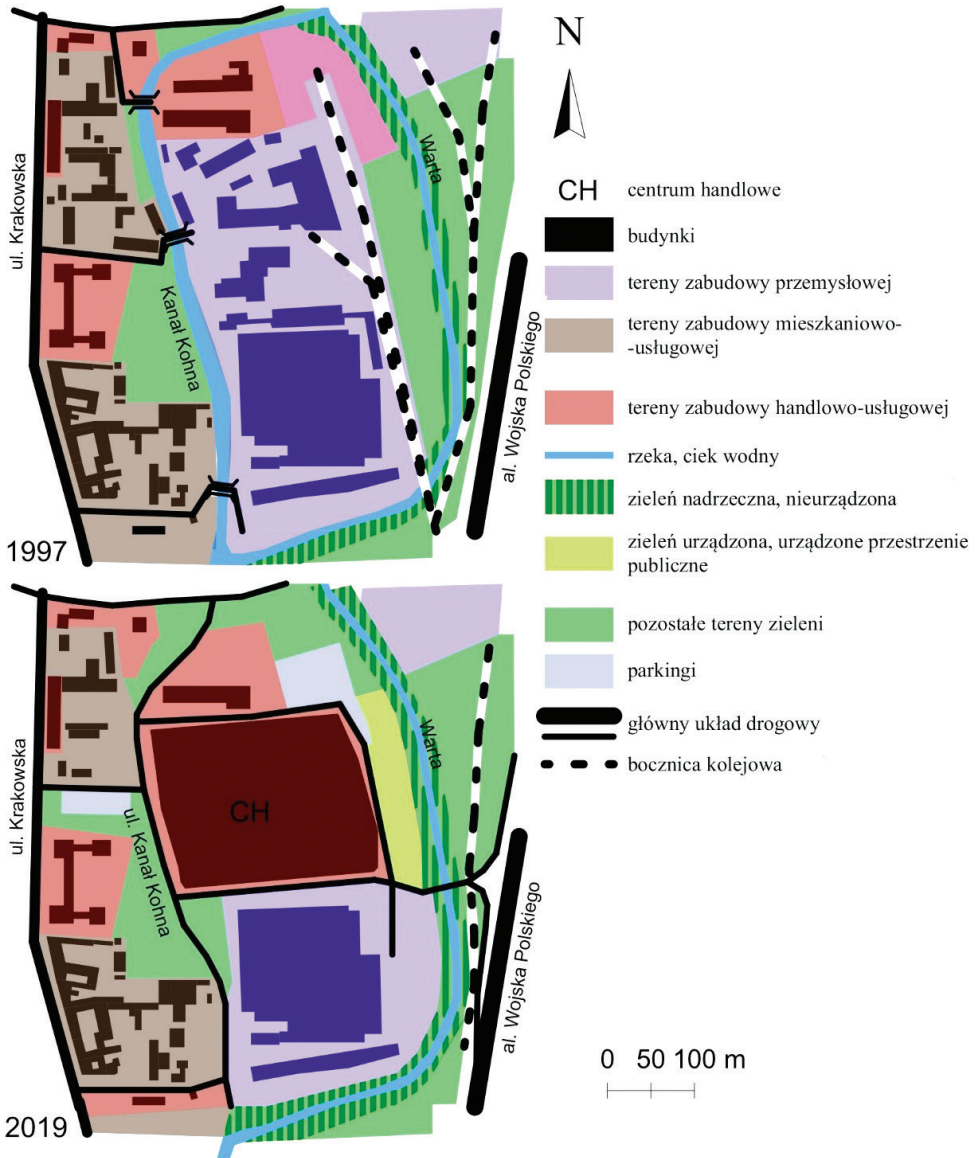 ul. Krakowska
Kanał Kohna
Warta
al. Wojska Polskiego
1997
ul. Krakowska
ul. Kanał Kohna
CH
Warta
al. Wojska Polskiego
2019
N
CH centrum handlowe
budynki
tereny zabudowy przemysłowej
tereny zabudowy mieszkaniowo-
-usługowej
tereny zabudowy handlowo-usługowej
rzeka, ciek wodny
zieleń nadrzeczna, nieurządzona
zieleń urządzona, urządzone przestrzenie
publiczne
pozostałe tereny zieleni
parkingi
główny układ drogowy
bocznica kolejowa
0 50 100 m